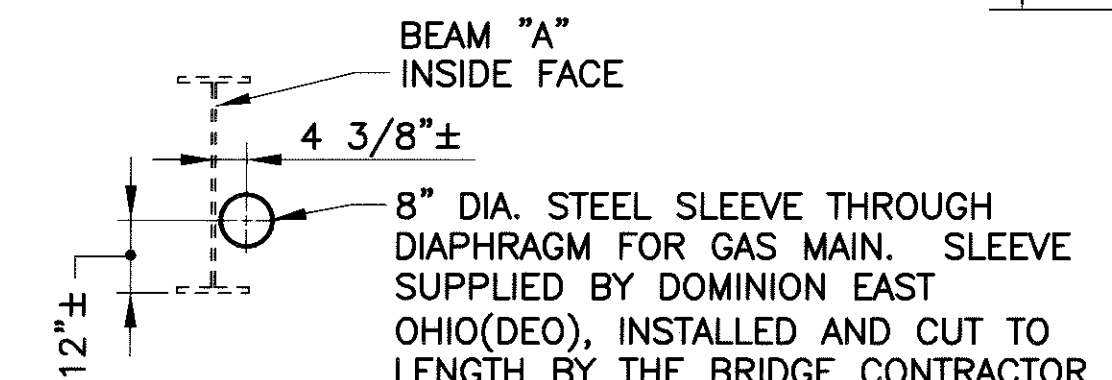 BEAM "A"
INSIDE FACE
4 3/8"±
8" DIA. STEEL SLEEVE THROUGH
DIAPHRAGM FOR GAS MAIN. SLEEVE
SUPPLIED BY DOMINION EAST
OHIO(DEO), INSTALLED AND CUT TO
LENGTH BY THE BRIDGE CONTRACTOR
12"±